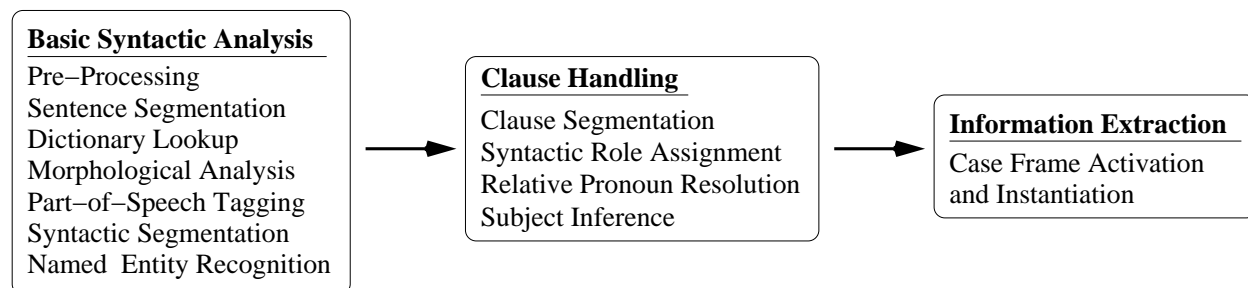 Basic Syntactic Analysis
Pre−Processing
Sentence Segmentation
Dictionary Lookup
Morphological Analysis
Part−of−Speech Tagging
Syntactic Segmentation
Named Entity Recognition
Clause Handling
Clause Segmentation
Syntactic Role Assignment
Relative Pronoun Resolution
Subject Inference
Information Extraction
Case Frame Activation
and Instantiation